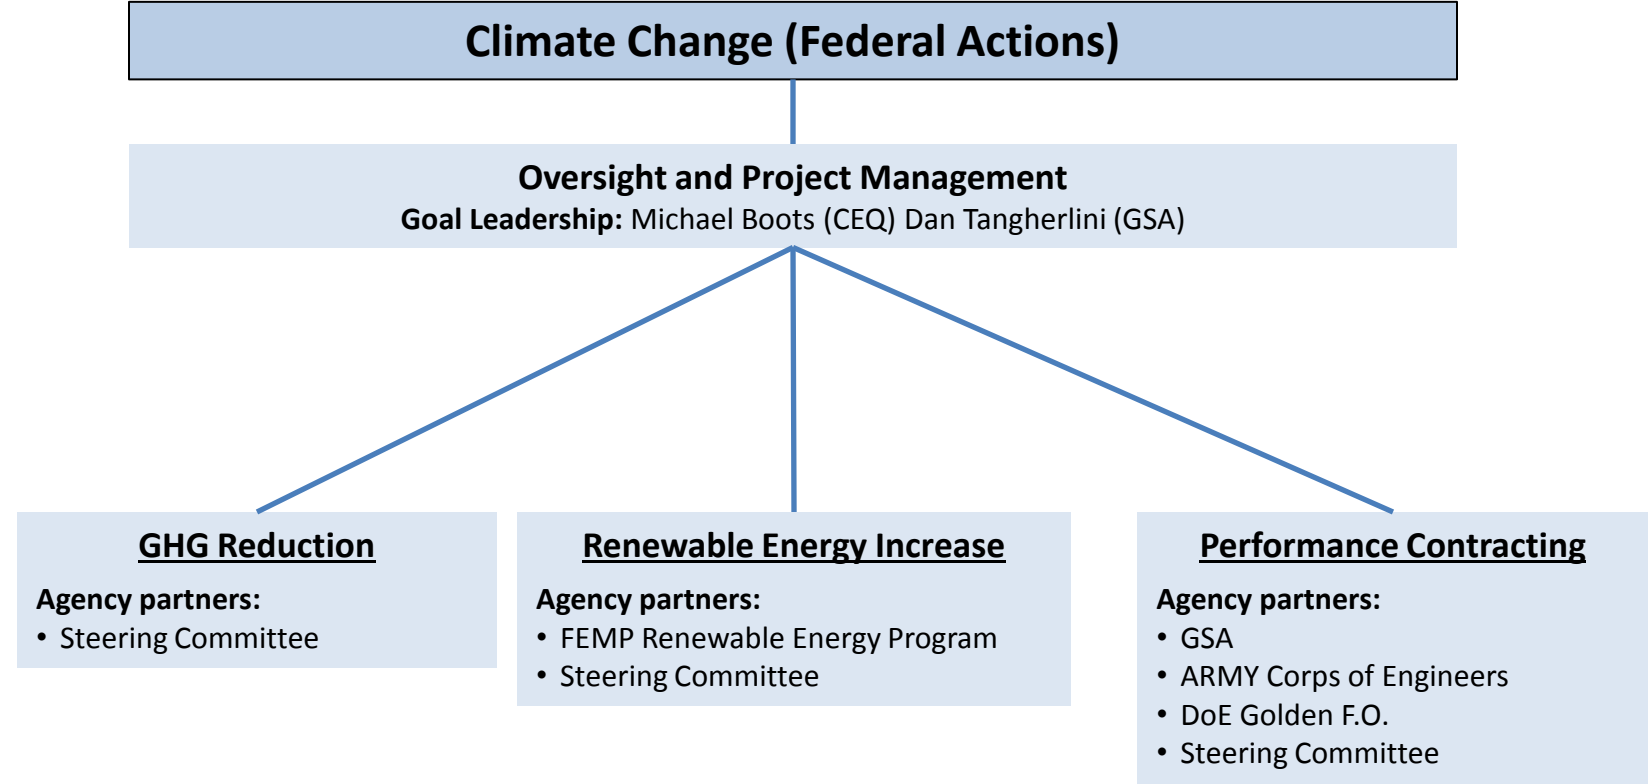 Climate Change (Federal Actions)
Oversight and Project Management
Goal Leadership: Michael Boots (CEQ) Dan Tangherlini (GSA)
GHG Reduction
Agency partners:
• Steering Committee
Renewable Energy Increase
Agency partners:
• FEMP Renewable Energy Program
• Steering Committee
Performance Contracting
Agency partners:
• GSA
• ARMY Corps of Engineers
• DoE Golden F.O.
• Steering Committee